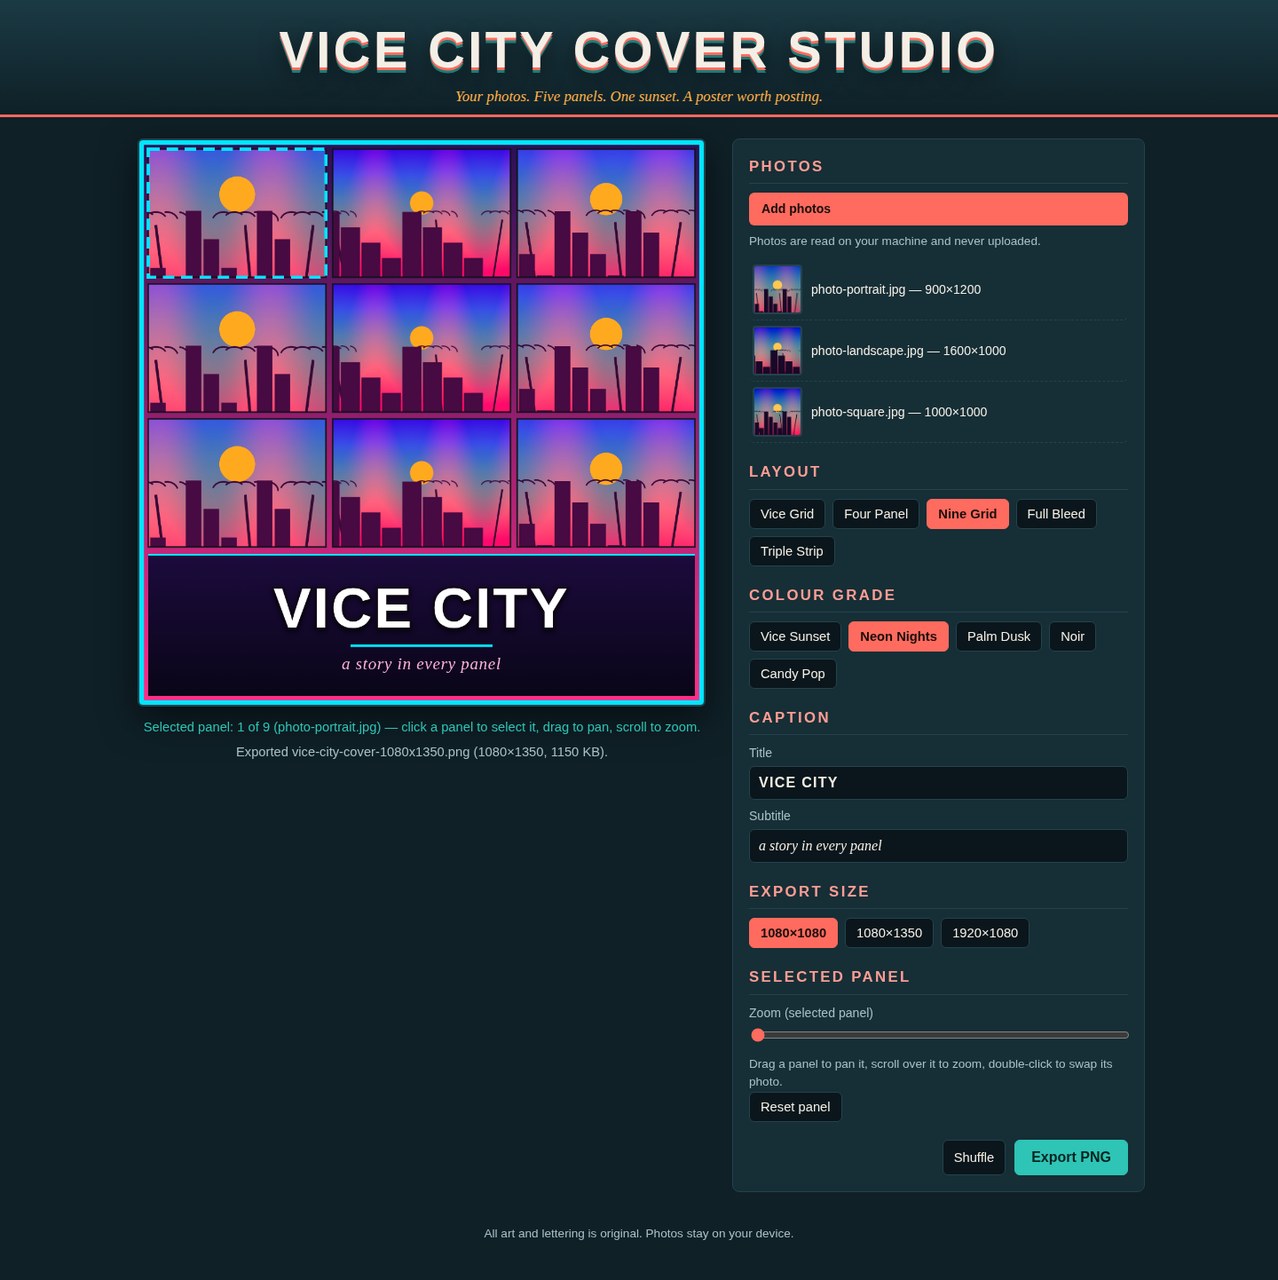 VICE CITY COVER STUDIO
Your photos. Five panels. One sunset. A poster worth posting.
VICE CITY
a story in every panel
Selected panel: 1 of 9 (photo-portrait.jpg) — click a panel to select it, drag to pan, scroll to zoom.
Exported vice-city-cover-1080x1350.png (1080×1350, 1150 KB).
PHOTOS
Add photos
Photos are read on your machine and never uploaded.
photo-portrait.jpg — 900×1200
photo-landscape.jpg — 1600×1000
photo-square.jpg — 1000×1000
LAYOUT
Vice Grid Four Panel Nine Grid Full Bleed
Triple Strip
COLOUR GRADE
Vice Sunset Neon Nights Palm Dusk Noir
Candy Pop
CAPTION
Title
VICE CITY
Subtitle
a story in every panel
EXPORT SIZE
1080×1080 1080×1350 1920×1080
SELECTED PANEL
Zoom (selected panel)
Drag a panel to pan it, scroll over it to zoom, double-click to swap its
photo.
Reset panel
Shuffle Export PNG
All art and lettering is original. Photos stay on your device.